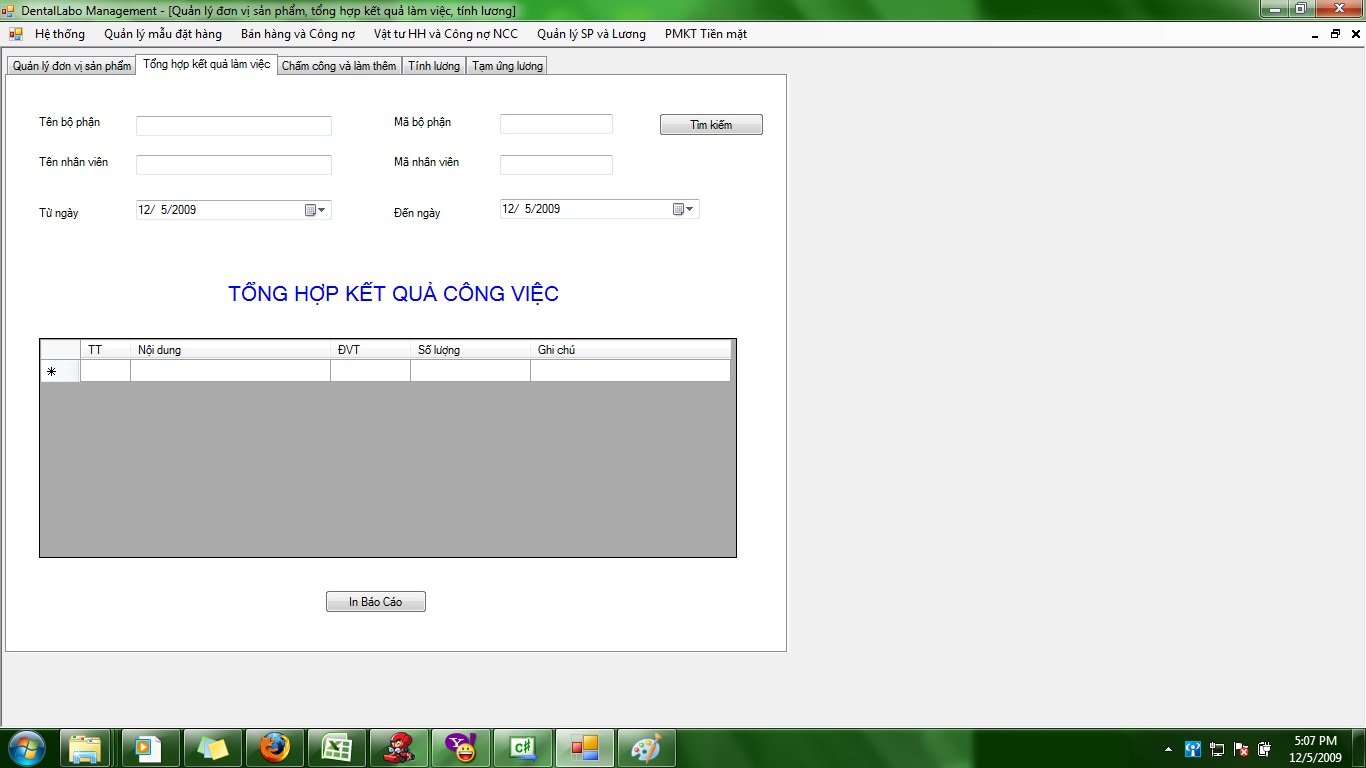 DentalLabo Management - [Quản lý đơn vị sản phẩm, tổng hợp kết quả làm việc, tính lương]
Hệ thống Quản lý mẫu đặt hàng Bán hàng và Công nợ Vật tư HH và Công nợ NCC Quản lý SP và Lương PMKT Tiền mặt
Quản lý đơn vị sản phẩm Tổng hợp kết quả làm việc Chấm công và làm thêm Tính lương Tạm ứng lương
Tên bộ phận Mã bộ phận Tìm kiếm
Tên nhân viên Mã nhân viên
Từ ngày 12/ 5/2009 Đến ngày 12/ 5/2009
TỔNG HỢP KẾT QUẢ CÔNG VIỆC
TT Nội dung ĐVT Số lượng Ghi chú
In Báo Cáo
5:07 PM
12/5/2009